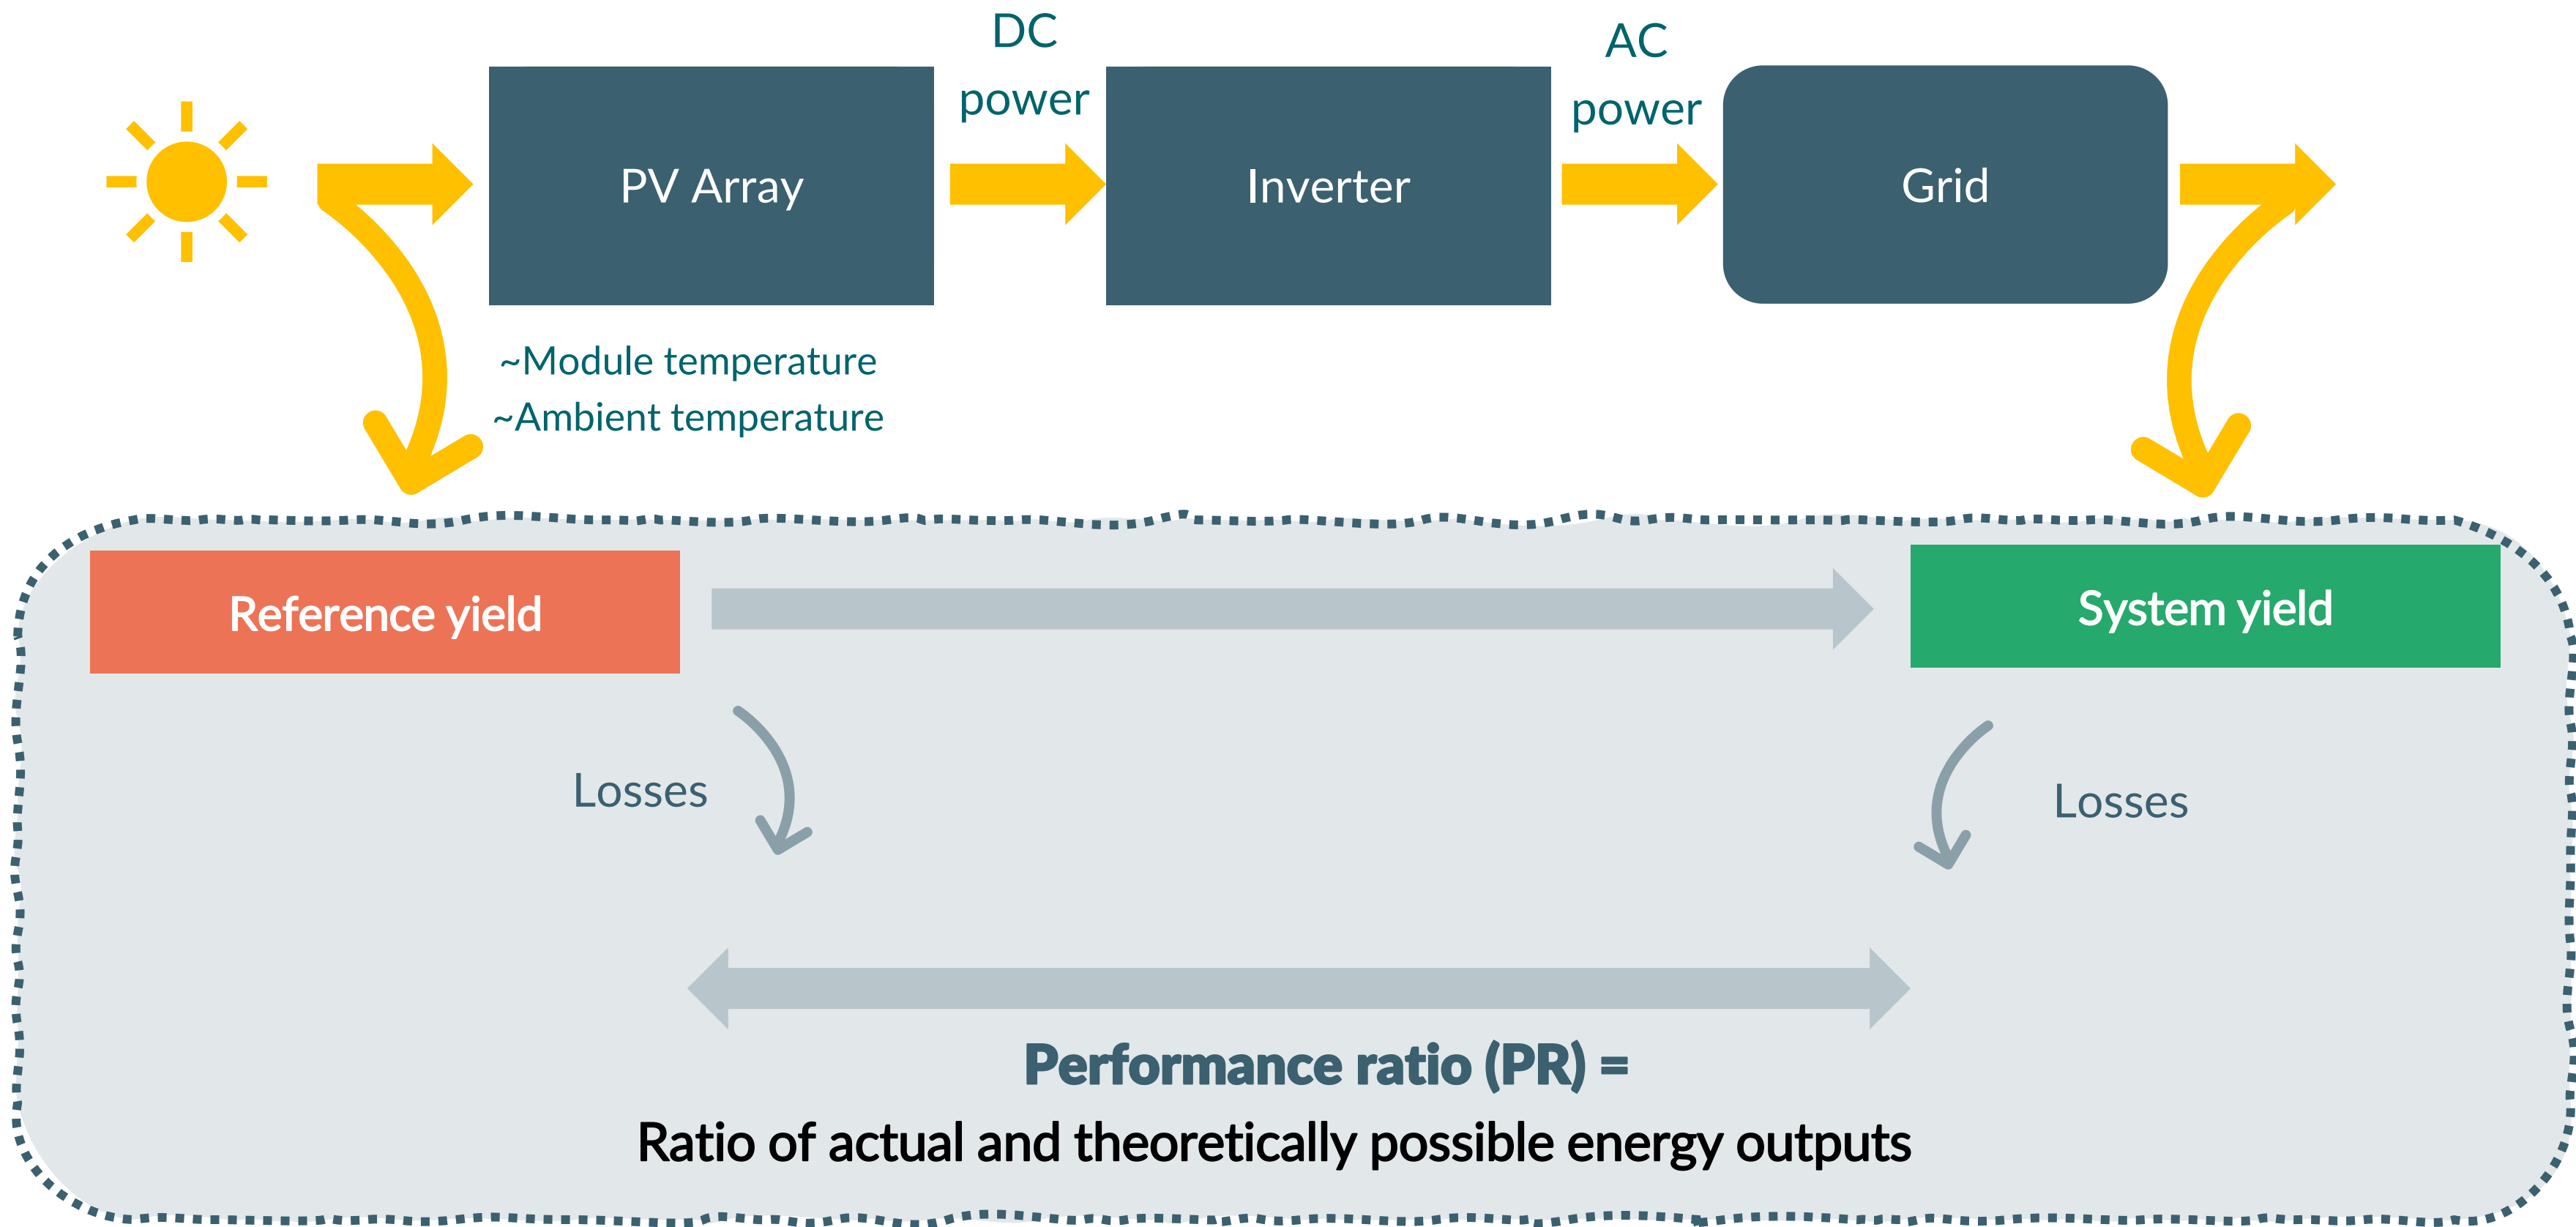 DC
power
AC
power
PV Array
Inverter
Grid
~Module temperature
~Ambient temperature
Reference yield
System yield
Losses
Losses
Performance ratio (PR) =
Ratio of actual and theoretically possible energy outputs